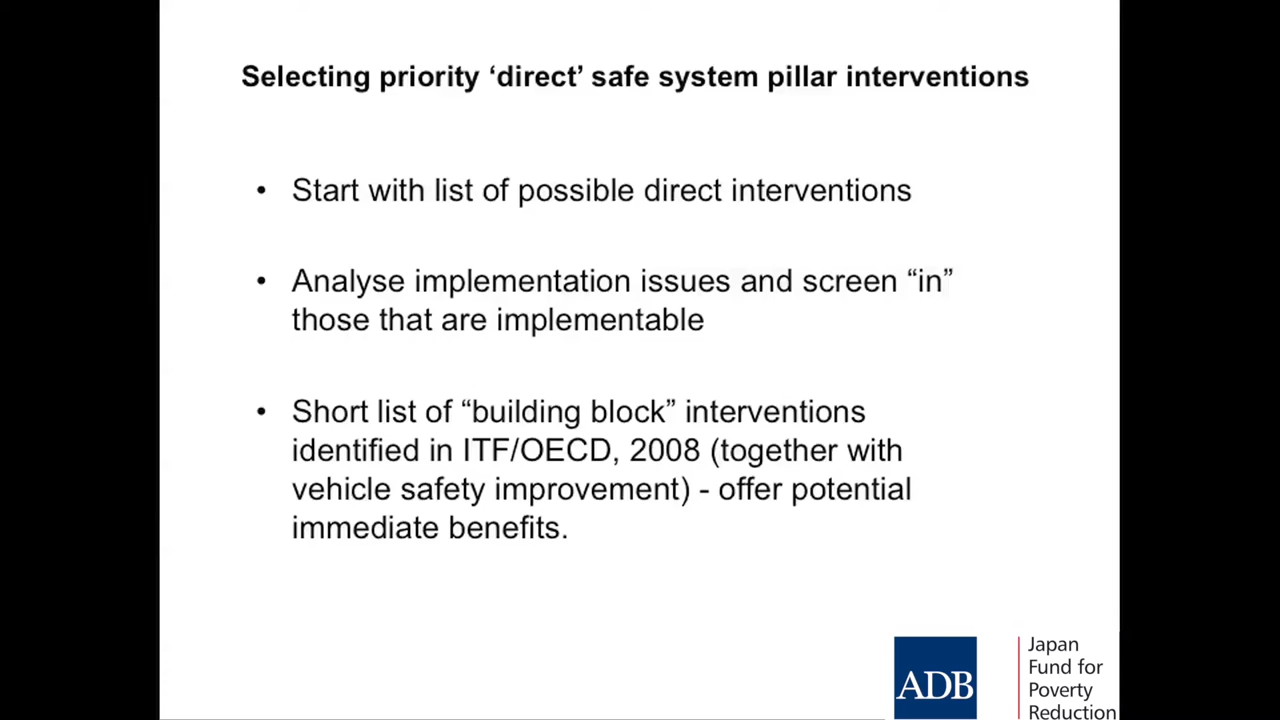 Selecting priority ‘direct’ safe system pillar interventions
• Start with list of possible direct interventions
• Analyse implementation issues and screen “in”
those that are implementable
• Short list of “building block” interventions
identified in ITF/OECD, 2008 (together with
vehicle safety improvement) - offer potential
immediate benefits.
ADB
Japan
Fund for
Poverty
Reduction